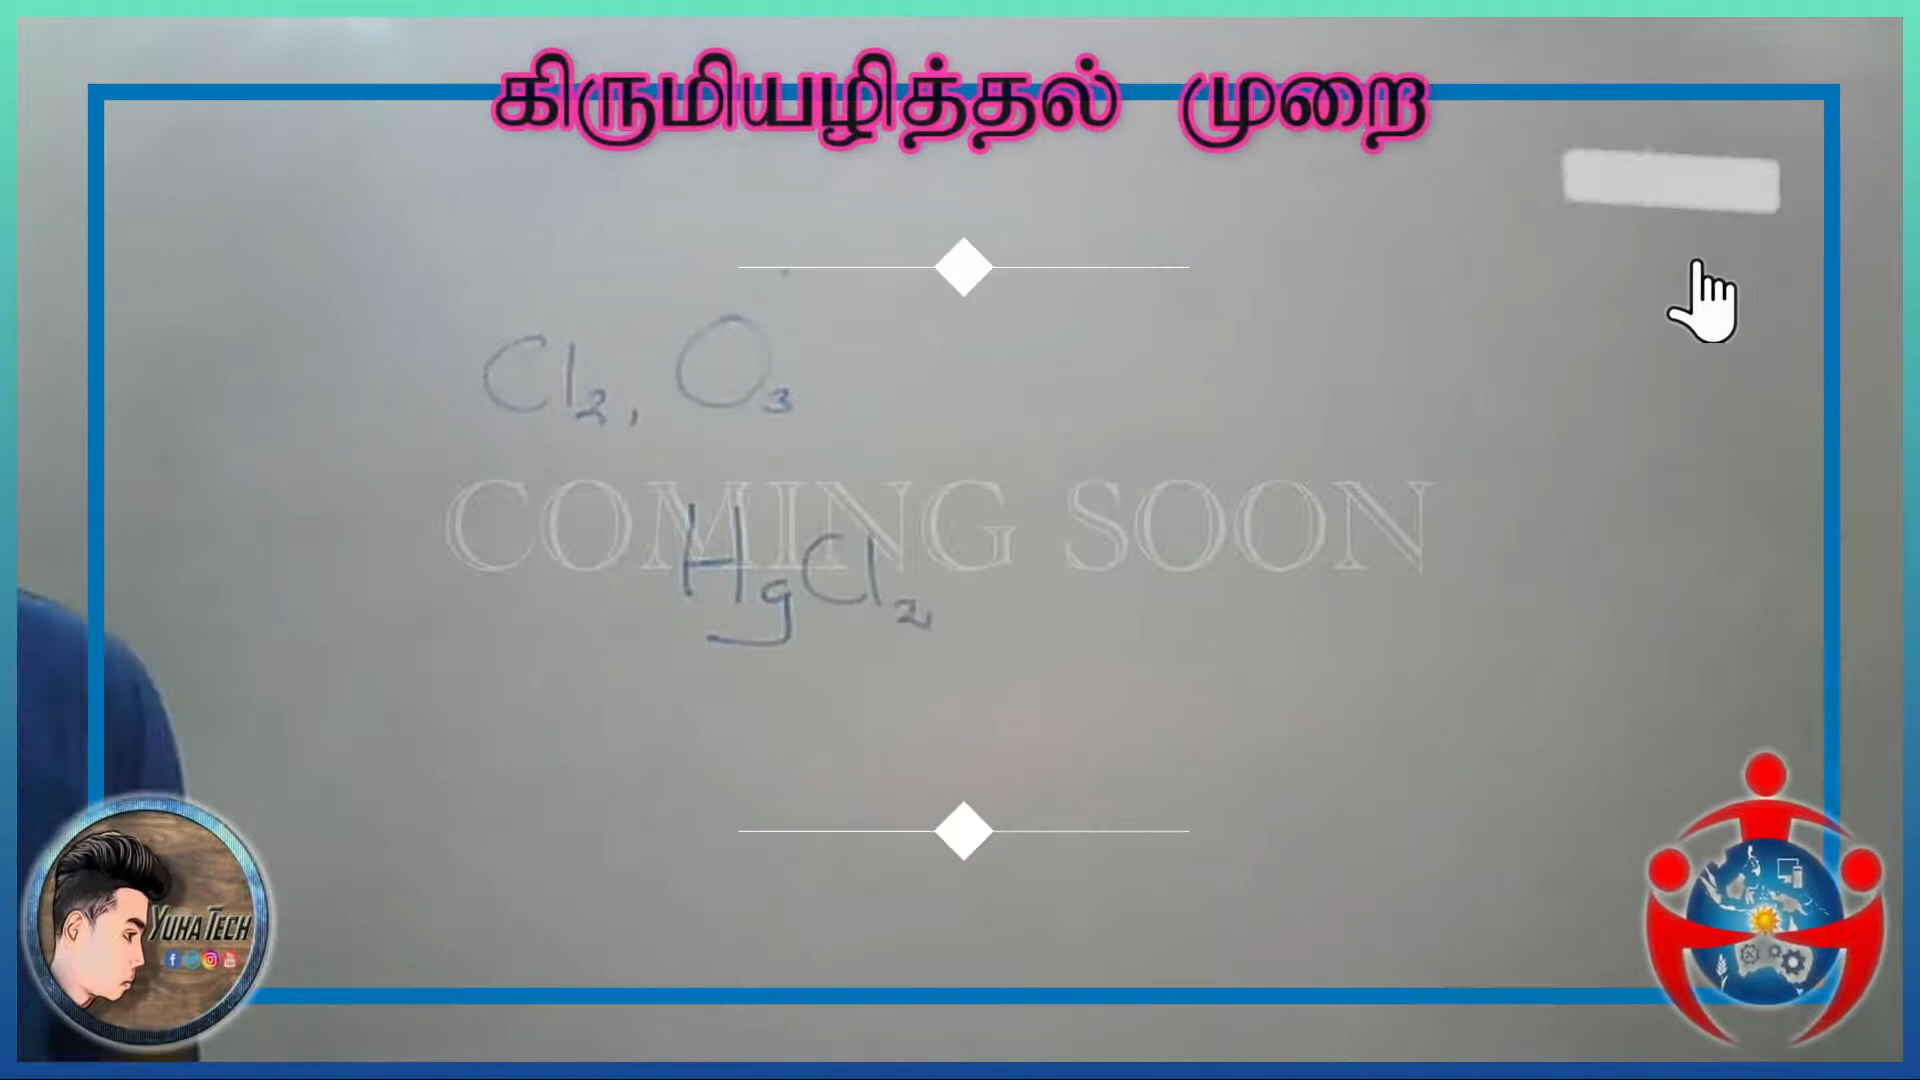 கிருமியழித்தல் முறை
Cl₂, O₃
COMING SOON
HgCl₂
YUHA TECH